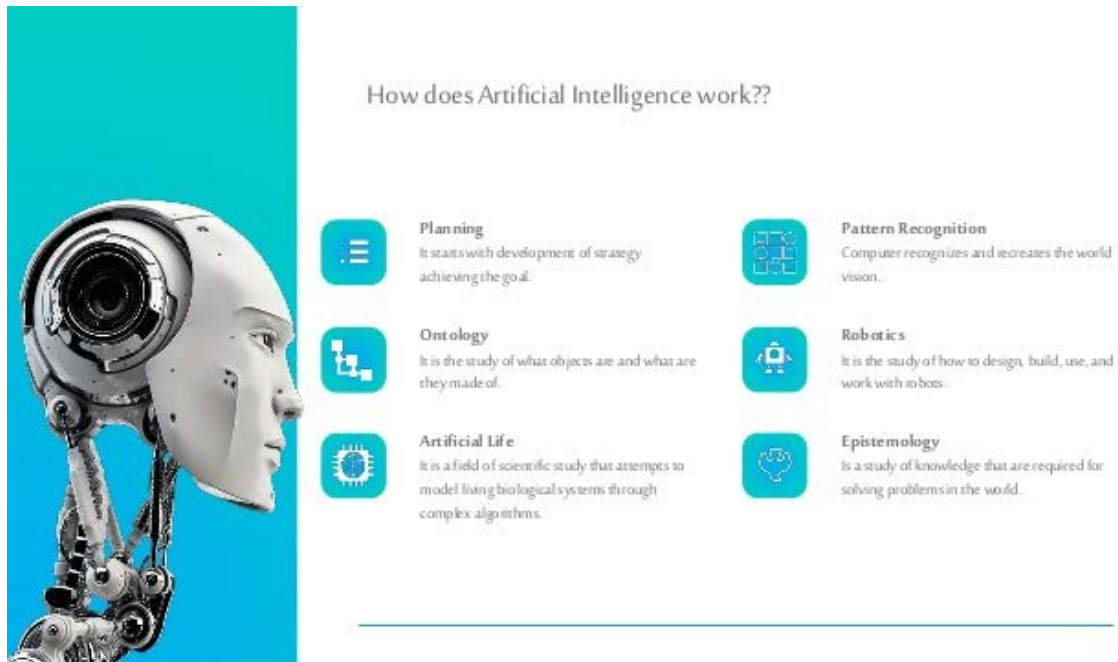 How does Artificial Intelligence work??
Planning
It starts with development of strategy
achieving the goal.
Ontology
It is the study of what objects are and what are
they made of.
Artificial Life
It is a field of scientific study that attempts to
model living biological systems through
complex algorithms.
Pattern Recognition
Computer recognizes and recreates the world
vision.
Robotics
It is the study of how to design, build, use, and
work with robots.
Epistemology
Is a study of knowledge that are required for
solving problems in the world.